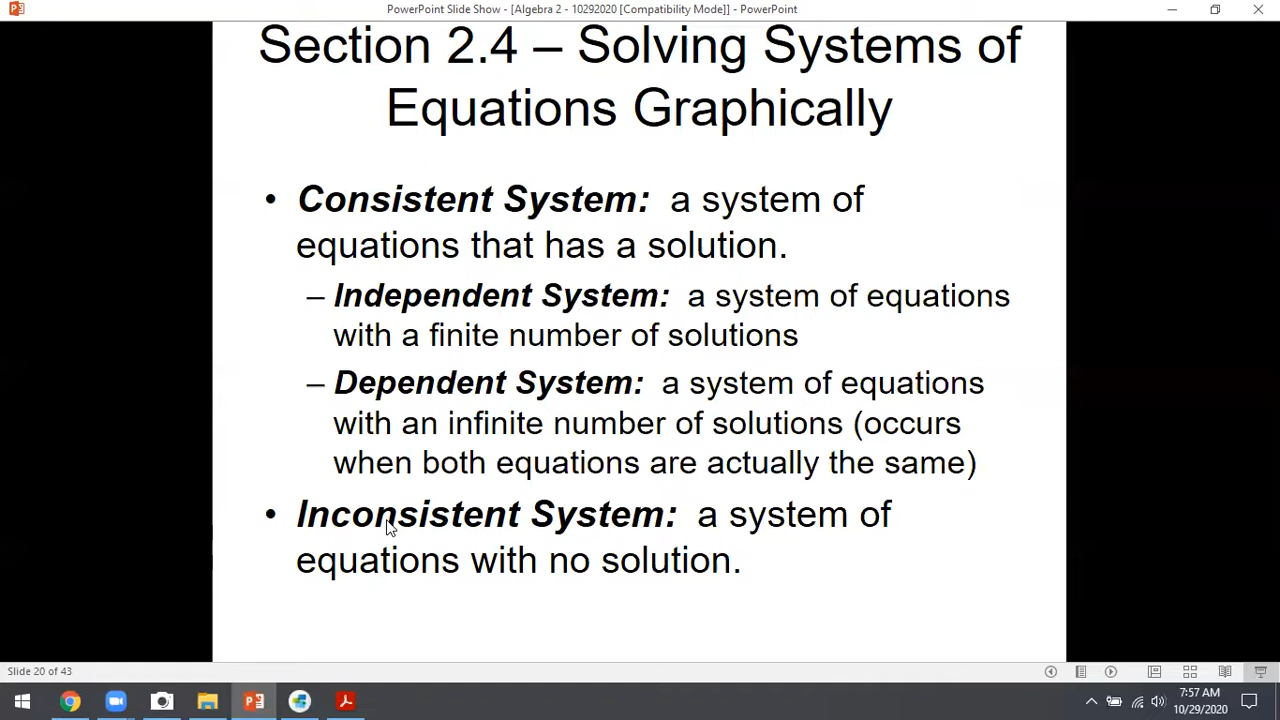 PowerPoint Slide Show - [Algebra 2 - 10292020 [Compatibility Mode]] - PowerPoint
Section 2.4 – Solving Systems of
Equations Graphically
• Consistent System: a system of
equations that has a solution.
– Independent System: a system of equations
with a finite number of solutions
– Dependent System: a system of equations
with an infinite number of solutions (occurs
when both equations are actually the same)
• Inconsistent System: a system of
equations with no solution.
Slide 20 of 43
7:57 AM
10/29/2020